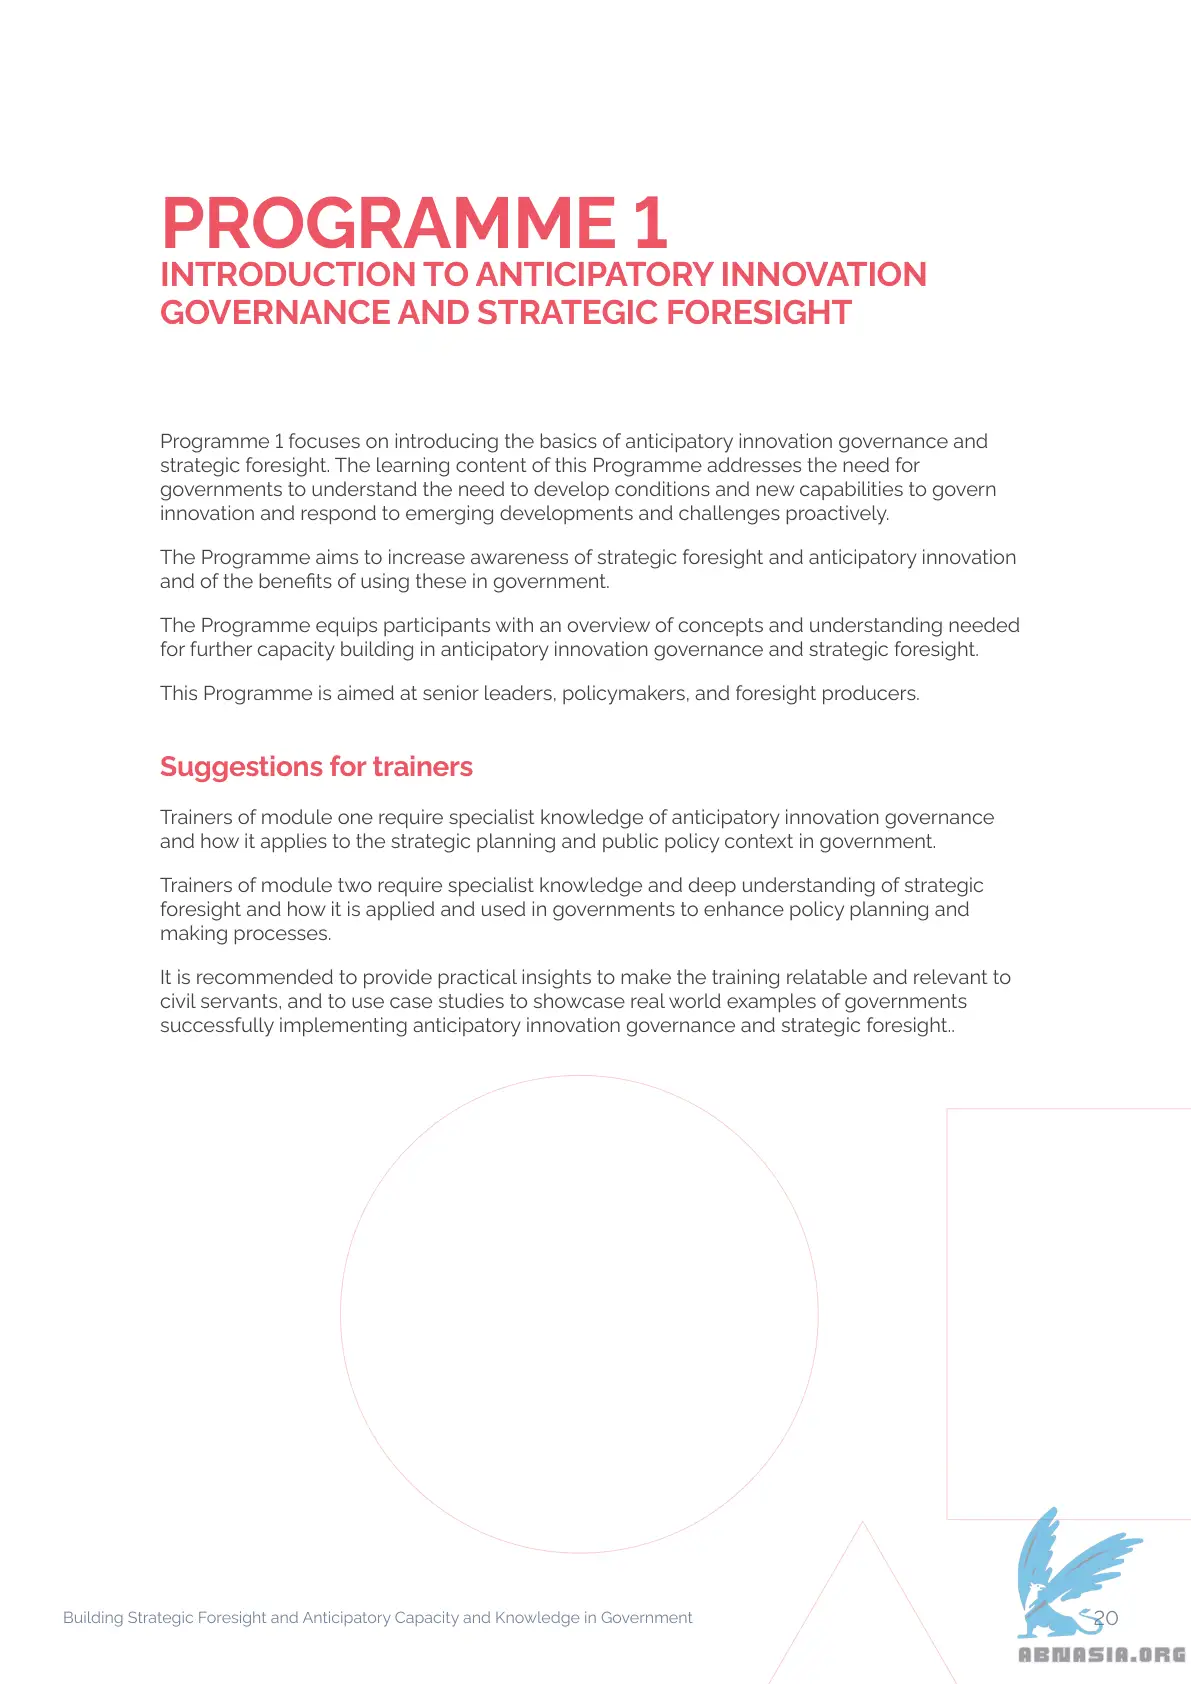 PROGRAMME 1
INTRODUCTION TO ANTICIPATORY INNOVATION
GOVERNANCE AND STRATEGIC FORESIGHT
Programme 1 focuses on introducing the basics of anticipatory innovation governance and
strategic foresight. The learning content of this Programme addresses the need for
governments to understand the need to develop conditions and new capabilities to govern
innovation and respond to emerging developments and challenges proactively.
The Programme aims to increase awareness of strategic foresight and anticipatory innovation
and of the benefits of using these in government.
The Programme equips participants with an overview of concepts and understanding needed
for further capacity building in anticipatory innovation governance and strategic foresight.
This Programme is aimed at senior leaders, policymakers, and foresight producers.
Suggestions for trainers
Trainers of module one require specialist knowledge of anticipatory innovation governance
and how it applies to the strategic planning and public policy context in government.
Trainers of module two require specialist knowledge and deep understanding of strategic
foresight and how it is applied and used in governments to enhance policy planning and
making processes.
It is recommended to provide practical insights to make the training relatable and relevant to
civil servants, and to use case studies to showcase real world examples of governments
successfully implementing anticipatory innovation governance and strategic foresight..
Building Strategic Foresight and Anticipatory Capacity and Knowledge in Government
20
ABNASIA.ORG